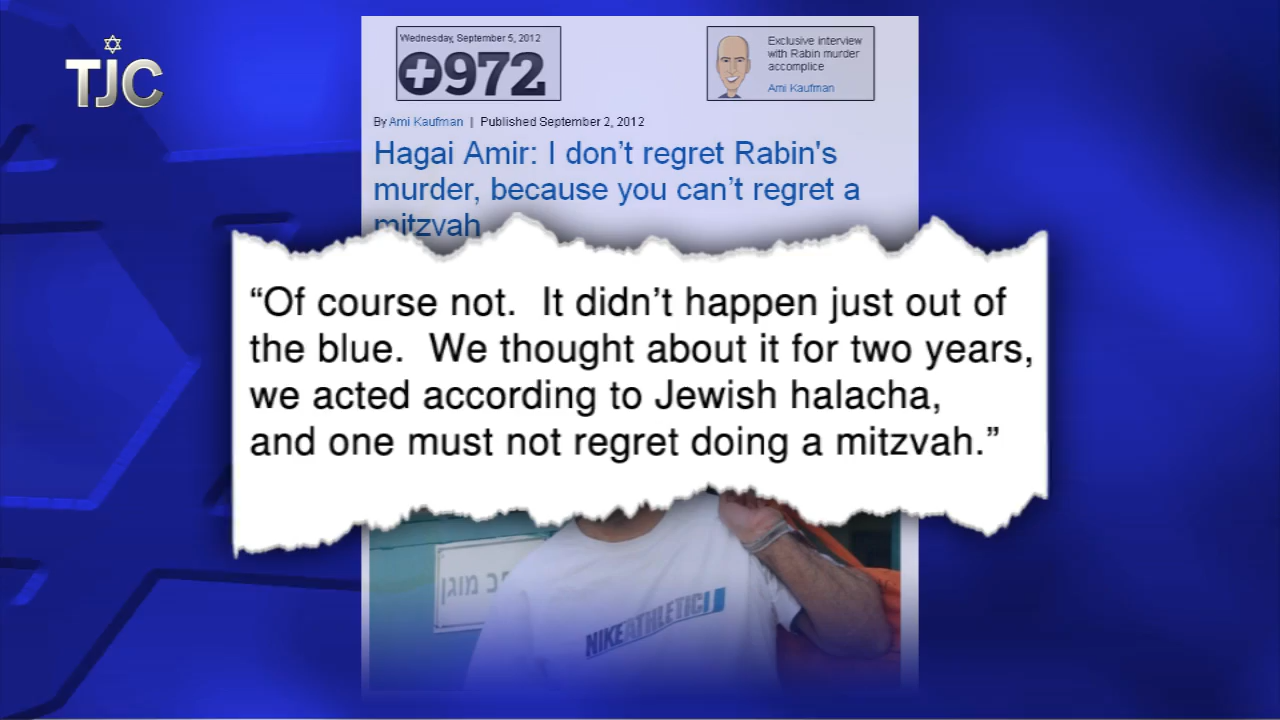 TJC
Wednesday, September 5, 2012
+972
Exclusive interview
with Rabin murder
accomplice
Ami Kaufman
By Ami Kaufman | Published September 2, 2012
Hagai Amir: I don’t regret Rabin's
murder, because you can’t regret a
mitzvah
“Of course not. It didn’t happen just out of
the blue. We thought about it for two years,
we acted according to Jewish halacha,
and one must not regret doing a mitzvah.”
מוגן
NIKEATHLETIC